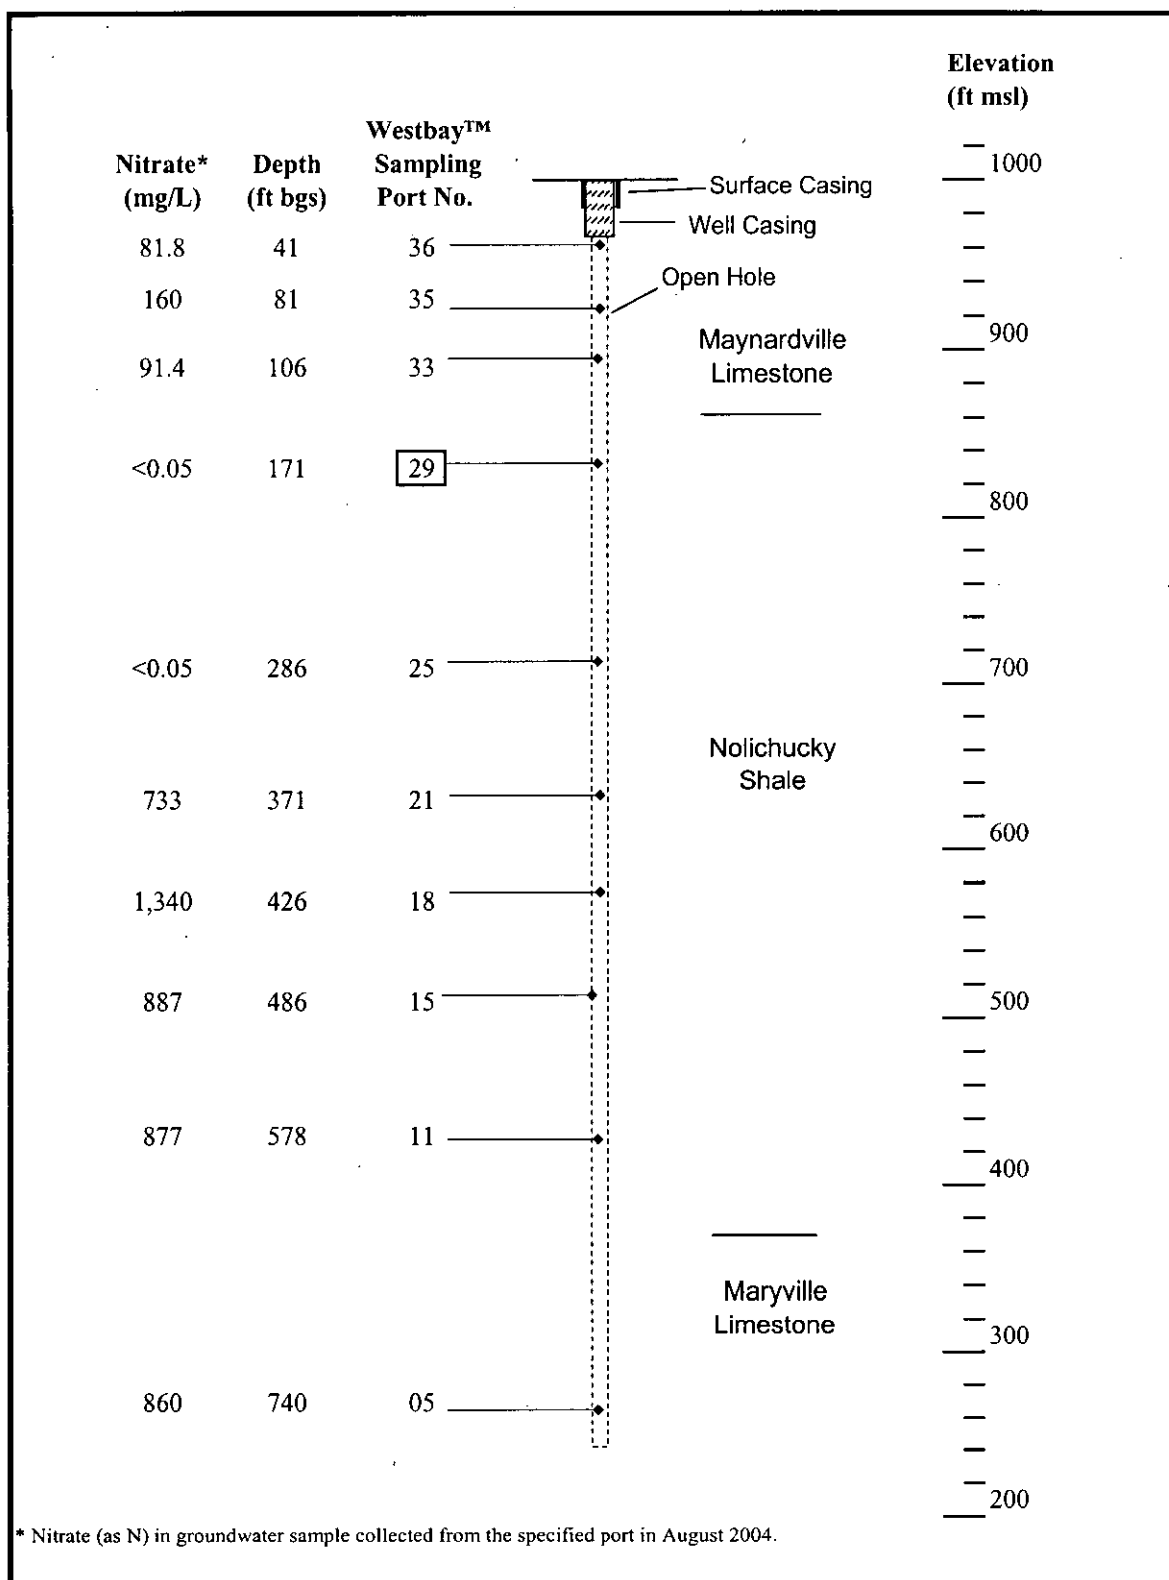 Elevation
(ft msl)
Westbay™
Nitrate* Depth Sampling
(mg/L) (ft bgs) Port No.
1000
Surface Casing
Well Casing
81.8 41 36
Open Hole
160 81 35
900
Maynardville
Limestone
91.4 106 33
<0.05 171 29
800
<0.05 286 25
700
Nolichucky
Shale
733 371 21
600
1,340 426 18
887 486 15
500
877 578 11
400
Maryville
Limestone
300
860 740 05
200
* Nitrate (as N) in groundwater sample collected from the specified port in August 2004.